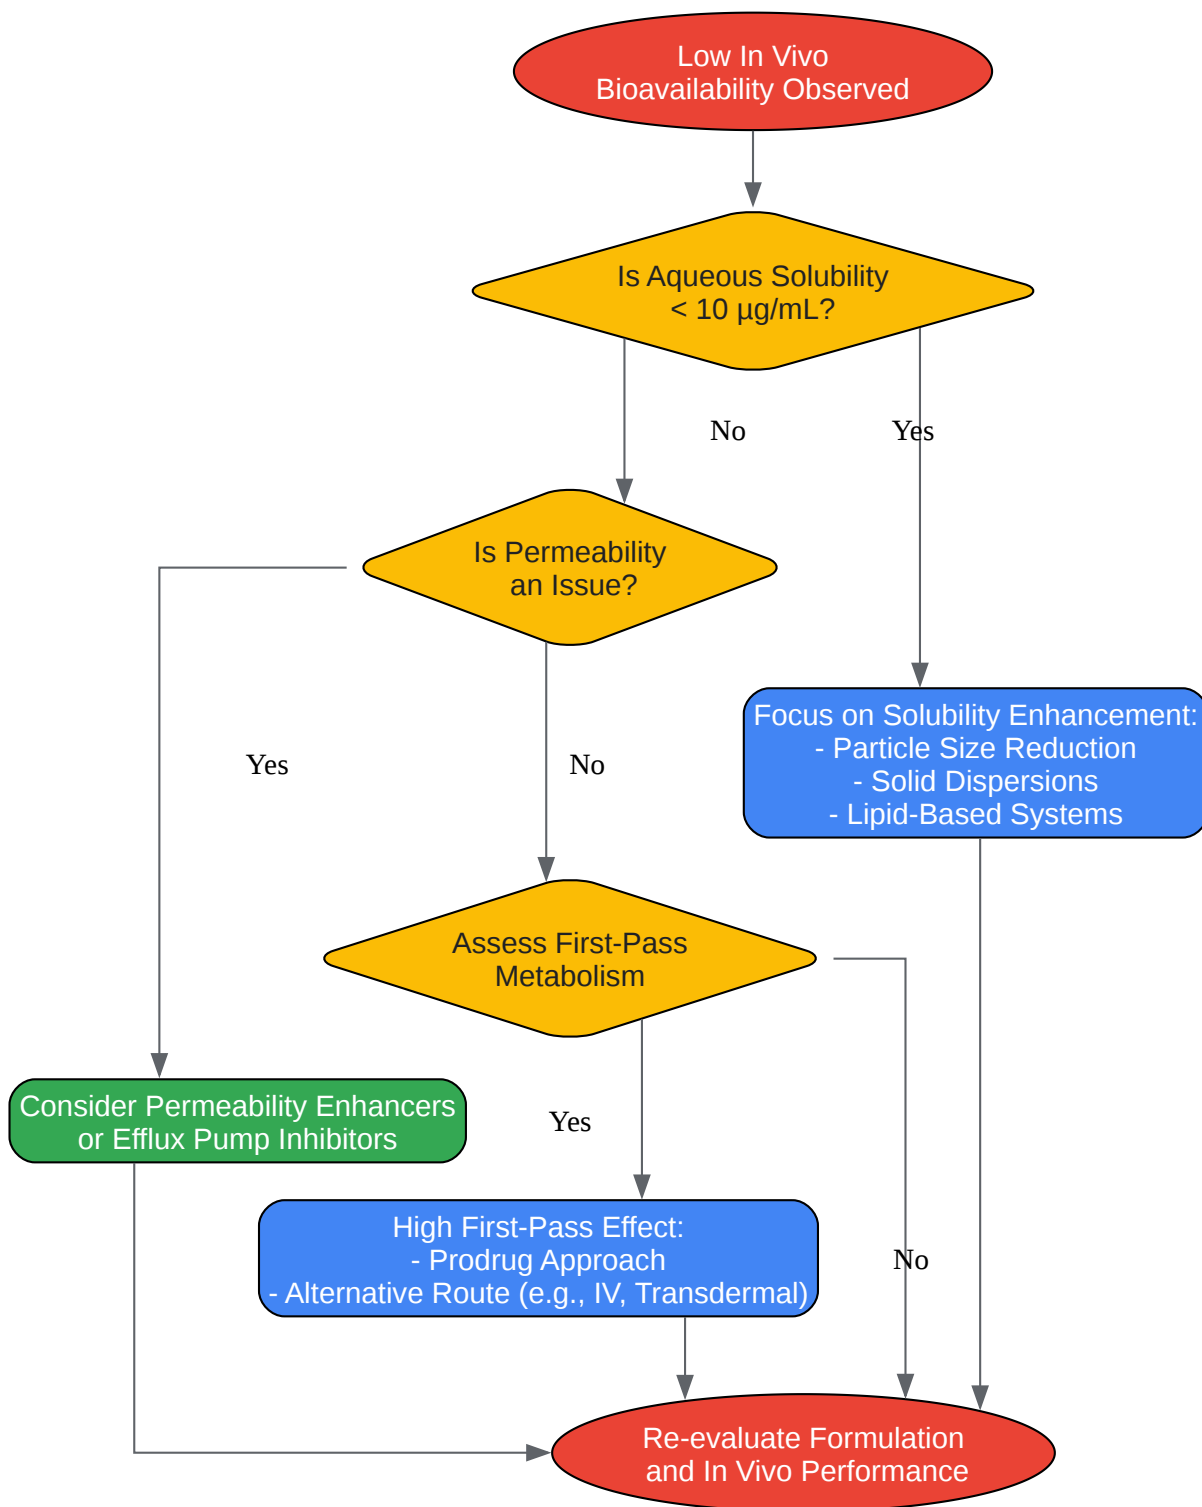 Low In Vivo
Bioavailability Observed
Is Aqueous Solubility
< 10 µg/mL?
No
Yes
Is Permeability
an Issue?
Focus on Solubility Enhancement:
- Particle Size Reduction
- Solid Dispersions
- Lipid-Based Systems
Yes
No
Assess First-Pass
Metabolism
Consider Permeability Enhancers
or Efflux Pump Inhibitors
Yes
High First-Pass Effect:
- Prodrug Approach
- Alternative Route (e.g., IV, Transdermal)
No
Re-evaluate Formulation
and In Vivo Performance